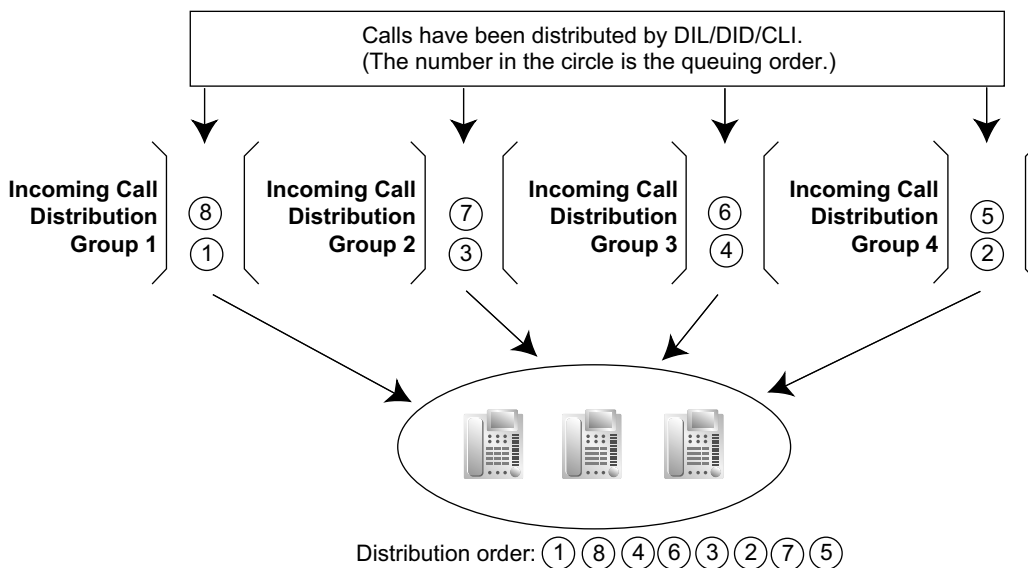 Calls have been distributed by DIL/DID/CLI.
(The number in the circle is the queuing order.)
Incoming Call
Distribution
Group 1
8
1
Incoming Call
Distribution
Group 2
7
3
Incoming Call
Distribution
Group 3
6
4
Incoming Call
Distribution
Group 4
5
2
Distribution order: 1 8 4 6 3 2 7 5